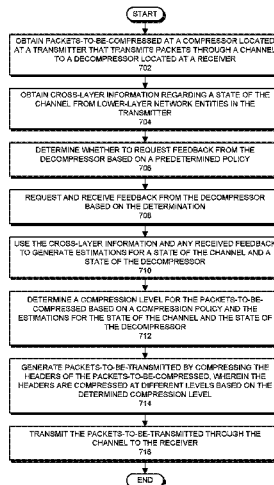 START
OBTAIN PACKETS-TO-BE-COMPRESSED AT A COMPRESSOR LOCATED
AT A TRANSMITTER THAT TRANSMITS PACKETS THROUGH A CHANNEL
TO A DECOMPRESSOR LOCATED AT A RECEIVER
702
OBTAIN CROSS-LAYER INFORMATION REGARDING A STATE OF THE
CHANNEL FROM LOWER-LAYER NETWORK ENTITIES IN THE
TRANSMITTER
704
DETERMINE WHETHER TO REQUEST FEEDBACK FROM THE
DECOMPRESSOR BASED ON A PREDETERMINED POLICY
706
REQUEST AND RECEIVE FEEDBACK FROM THE DECOMPRESSOR
BASED ON THE DETERMINATION
708
USE THE CROSS-LAYER INFORMATION AND ANY RECEIVED FEEDBACK
TO GENERATE ESTIMATIONS FOR A STATE OF THE CHANNEL AND A
STATE OF THE DECOMPRESSOR
710
DETERMINE A COMPRESSION LEVEL FOR THE PACKETS-TO-BE-
COMPRESSED BASED ON A COMPRESSION POLICY AND THE
ESTIMATIONS FOR THE STATE OF THE CHANNEL AND THE STATE OF
THE DECOMPRESSOR
712
GENERATE PACKETS-TO-BE-TRANSMITTED BY COMPRESSING THE
HEADERS OF THE PACKETS-TO-BE-COMPRESSED, WHEREIN THE
HEADERS ARE COMPRESSED AT DIFFERENT LEVELS BASED ON THE
DETERMINED COMPRESSION LEVEL
714
TRANSMIT THE PACKETS-TO-BE-TRANSMITTED THROUGH THE
CHANNEL TO THE RECEIVER
716
END